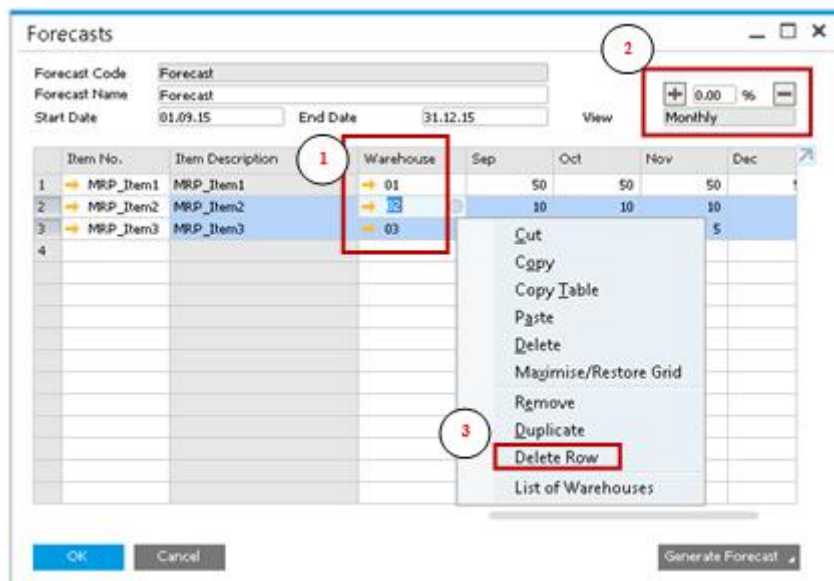 Forecasts
2
Forecast Code Forecast
Forecast Name Forecast
+ 0.00 % −
Start Date 01.09.15 End Date 31.12.15 View Monthly
1
Item No. Item Description Warehouse Sep Oct Nov Dec
1 MRP_Item1 MRP_Item1 01 50 50 50
2 MRP_Item2 MRP_Item2 02 10 10 10
3 MRP_Item3 MRP_Item3 03 5
4
Cut
Copy
Copy Table
Paste
Delete
Maximise/Restore Grid
Remove
3
Duplicate
Delete Row
List of Warehouses
OK Cancel Generate Forecast